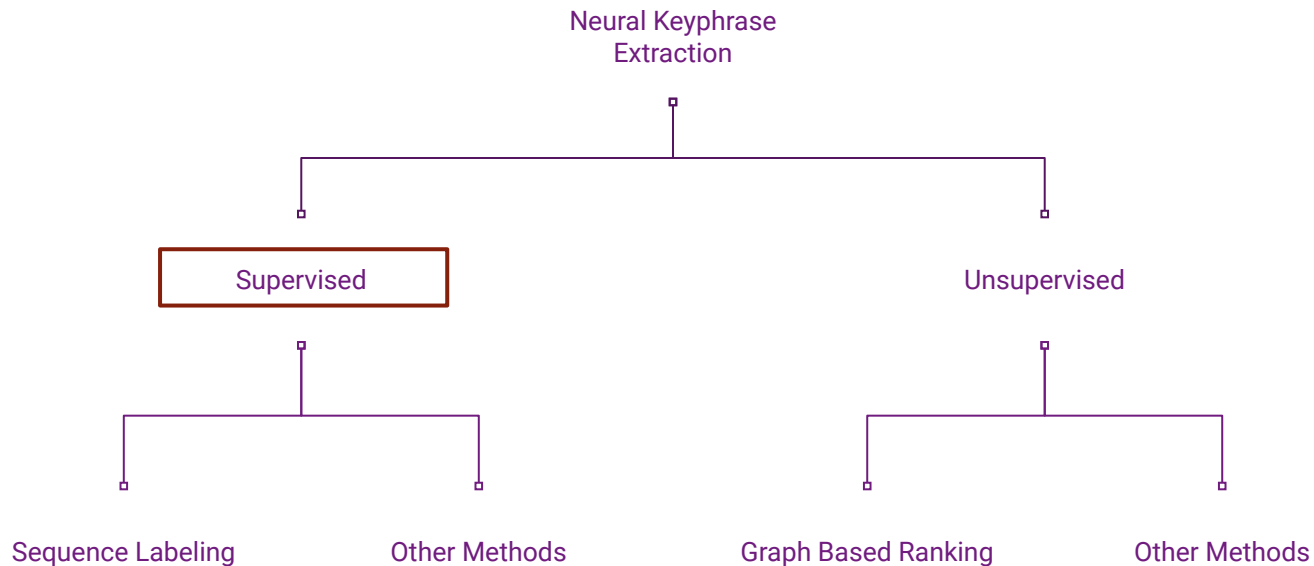 Neural Keyphrase
Extraction
Supervised
Unsupervised
Sequence Labeling
Other Methods
Graph Based Ranking
Other Methods